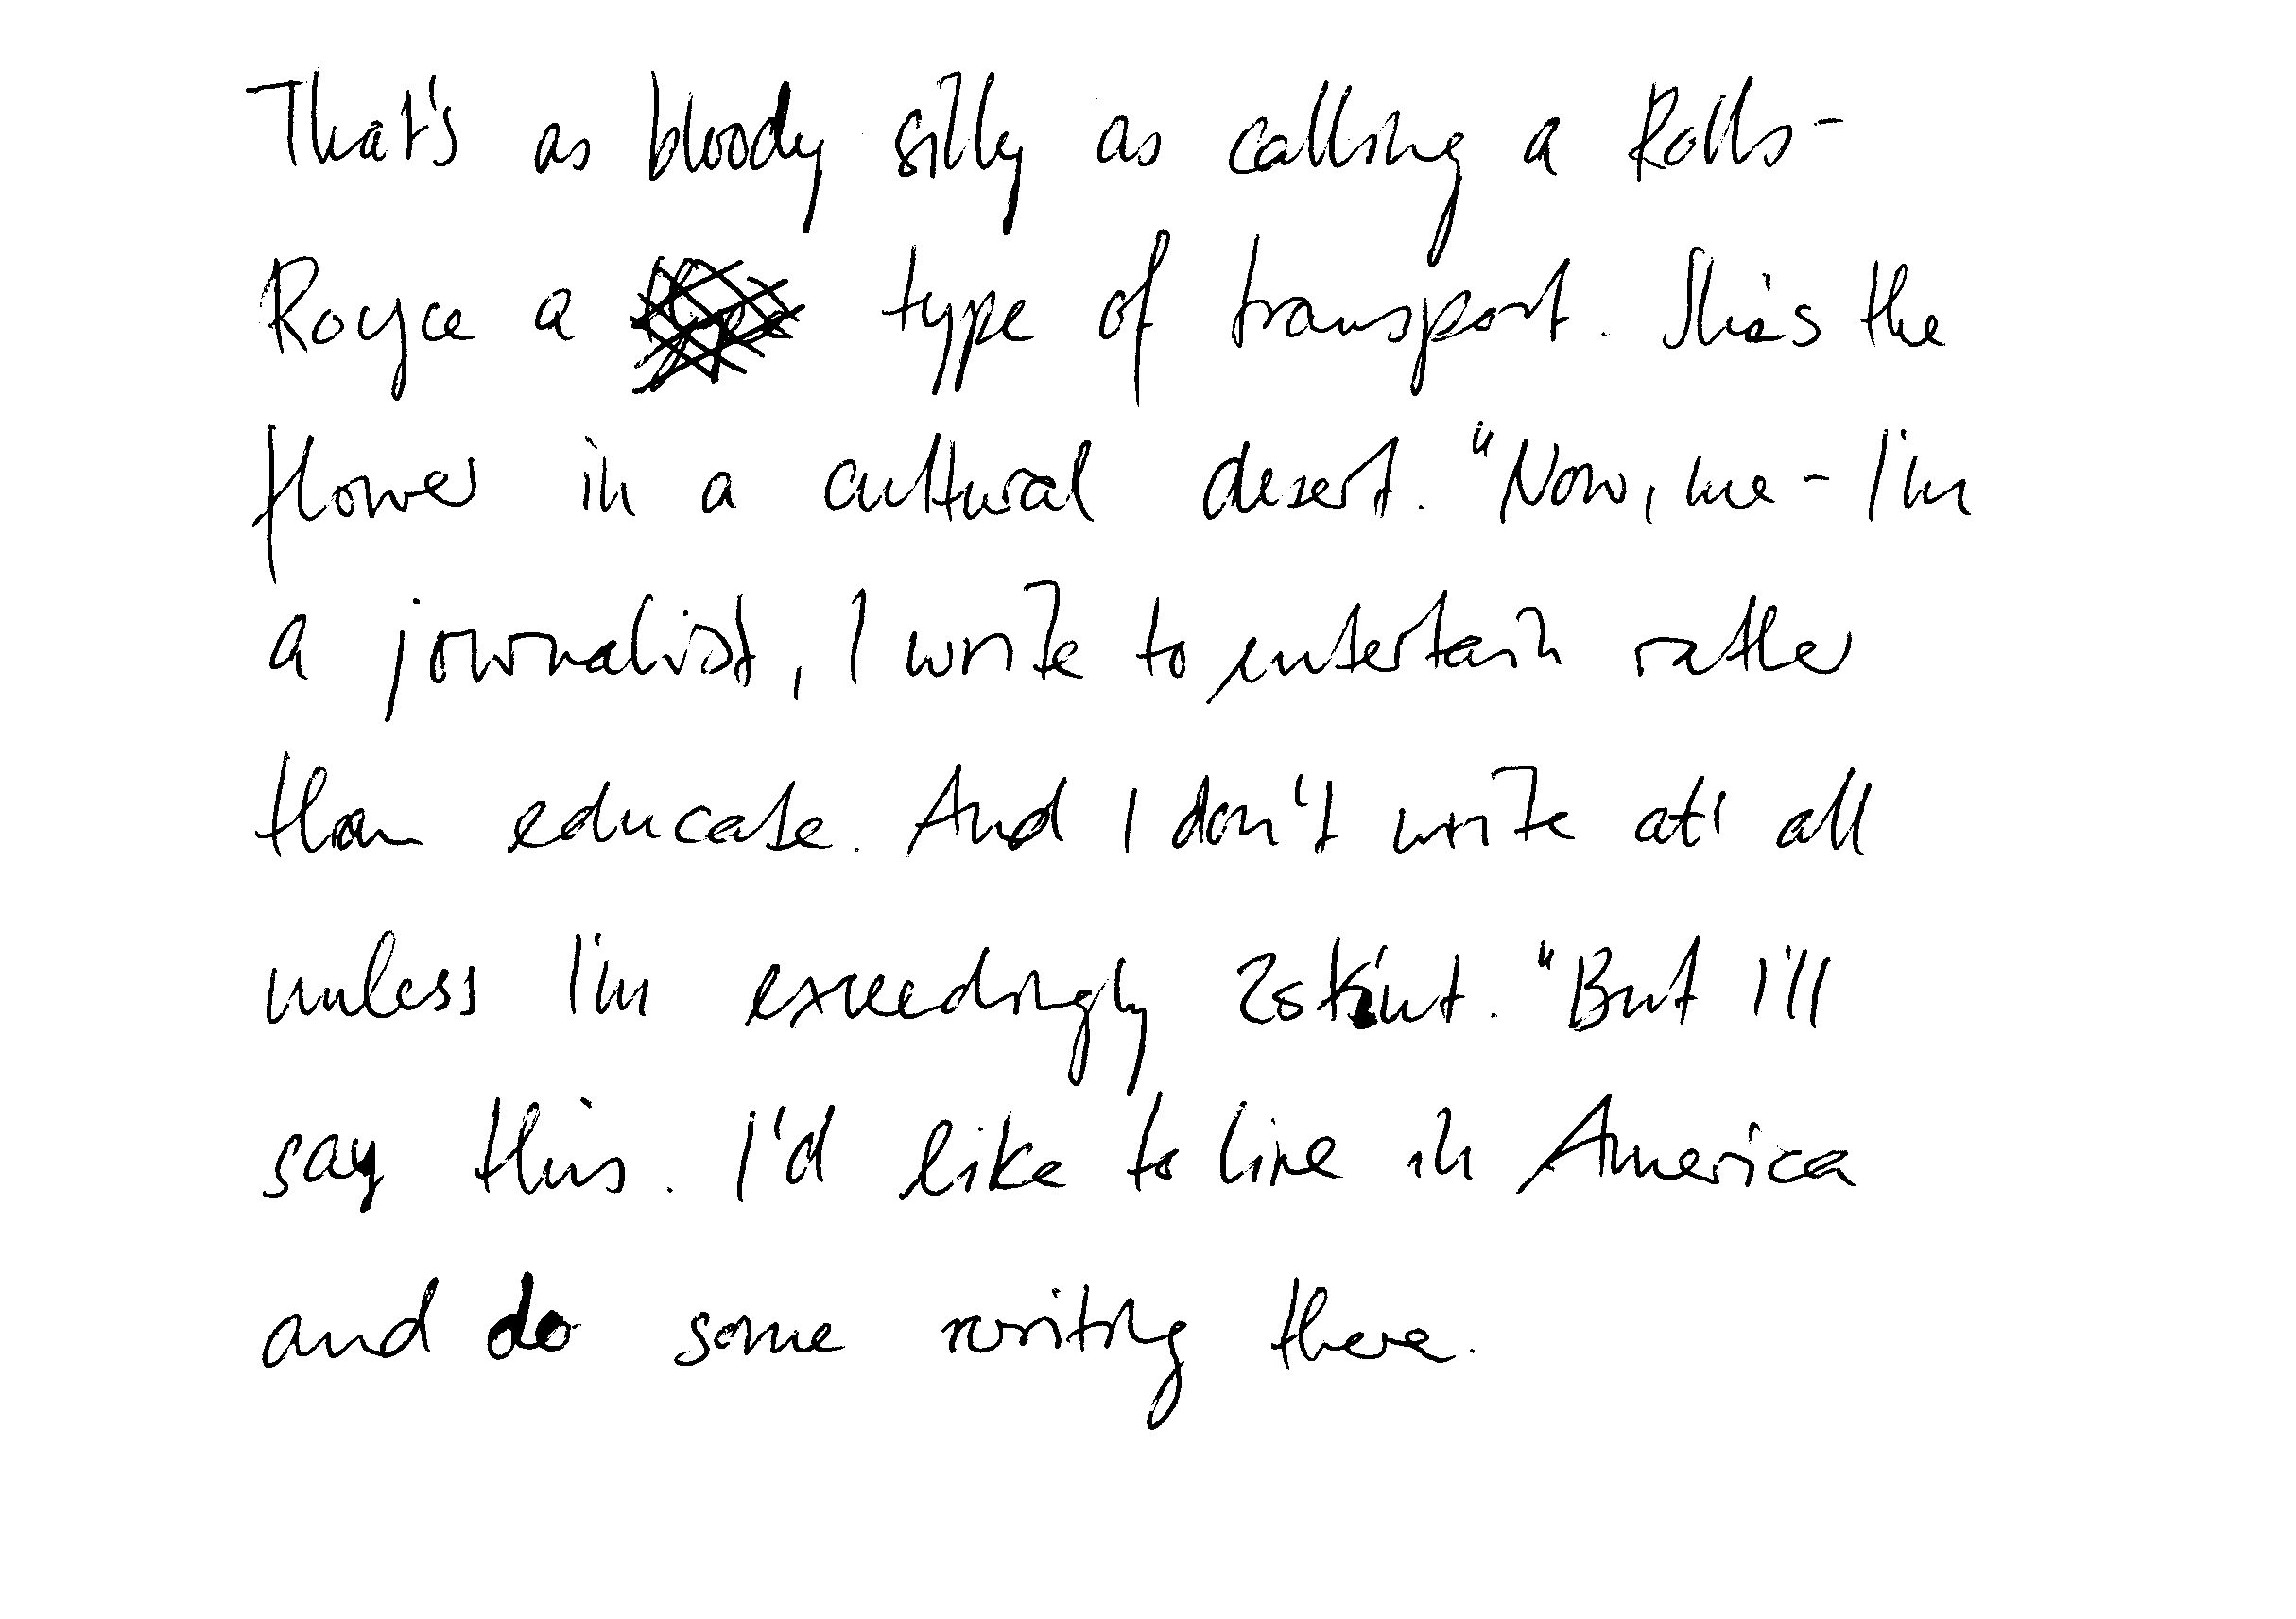 That's as bloody silly as calling a Rolls-
Royce a type of transport. She's the
flower in a cultural desert. "Now, me - I'm
a journalist, I write to entertain rather
than educate. And I don't write at all
unless I'm exceedingly skint. "But I'll
say this. I'd like to live in America
and do some writing there.